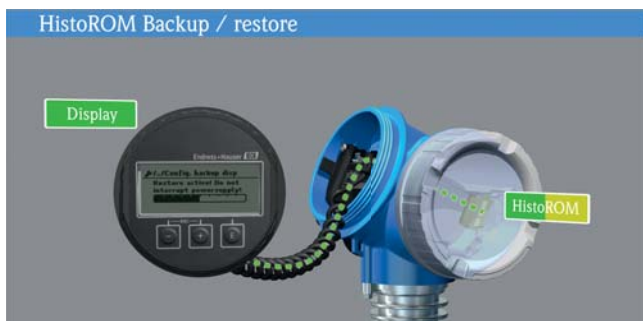 HistoROM Backup / restore
Display
Endress+Hauser
/../Config. backup disp
Restore active! Do not
interrupt powersupply!
HistoROM